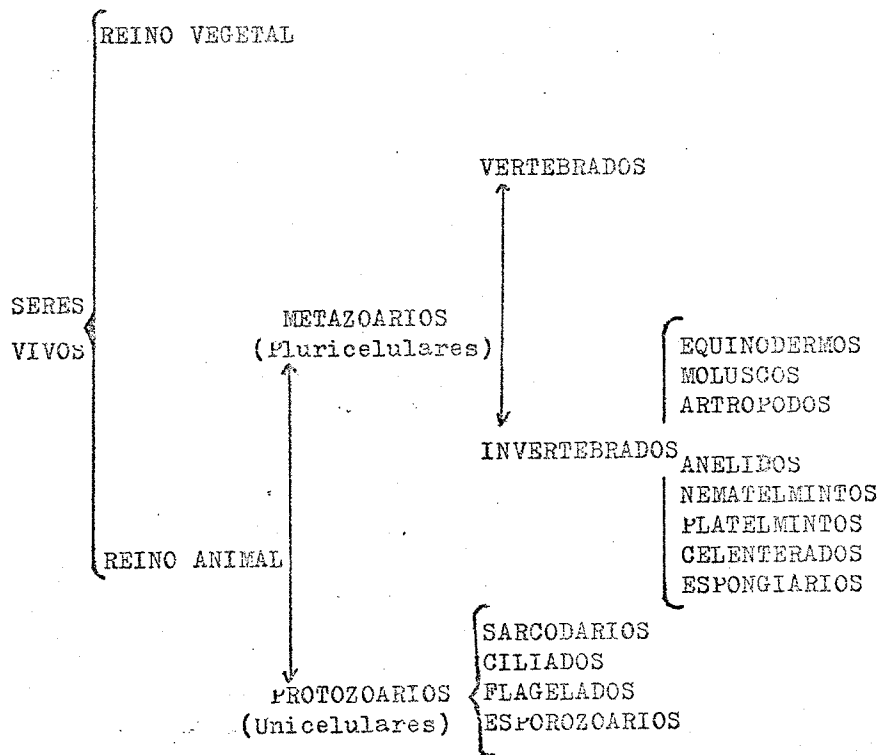 REINO VEGETAL
VERTEBRADOS
SERES
VIVOS
METAZOARIOS
(Pluricelulares)
EQUINODERMOS
MOLUSCOS
ARTROPODOS
INVERTEBRADOS
ANELIDOS
NEMATELMINTOS
PLATELMINTOS
CELENTERADOS
ESPONGIARIOS
REINO ANIMAL
SARCODARIOS
CILIADOS
FLAGELADOS
ESPOROZOARIOS
PROTOZOARIOS
(Unicelulares)